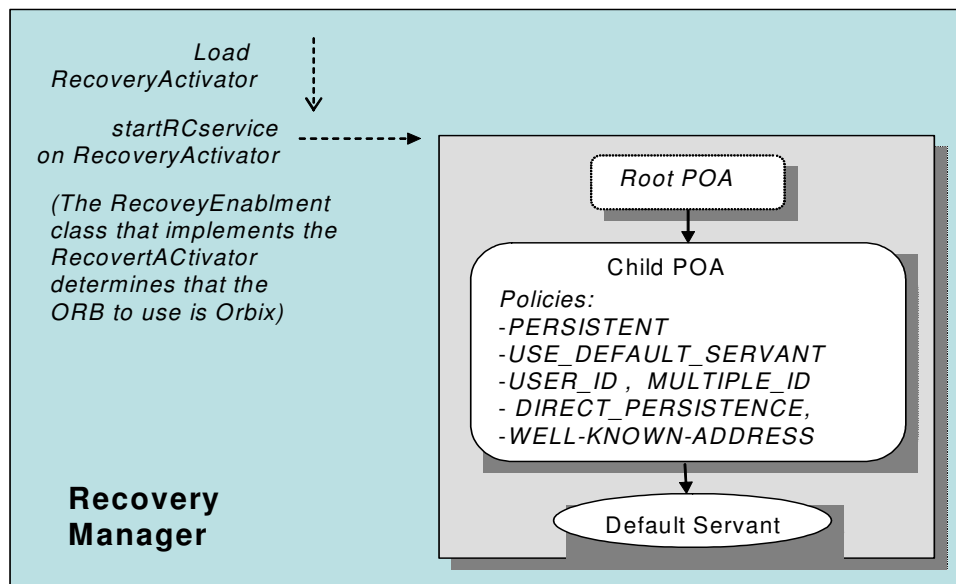 Load
RecoveryActivator
startRCservice
on RecoveryActivator
(The RecoveyEnablment
class that implements the
RecovertACtivator
determines that the
ORB to use is Orbix)
Recovery
Manager
Root POA
Child POA
Policies:
-PERSISTENT
-USE_DEFAULT_SERVANT
-USER_ID , MULTIPLE_ID
- DIRECT_PERSISTENCE,
-WELL-KNOWN-ADDRESS
Default Servant